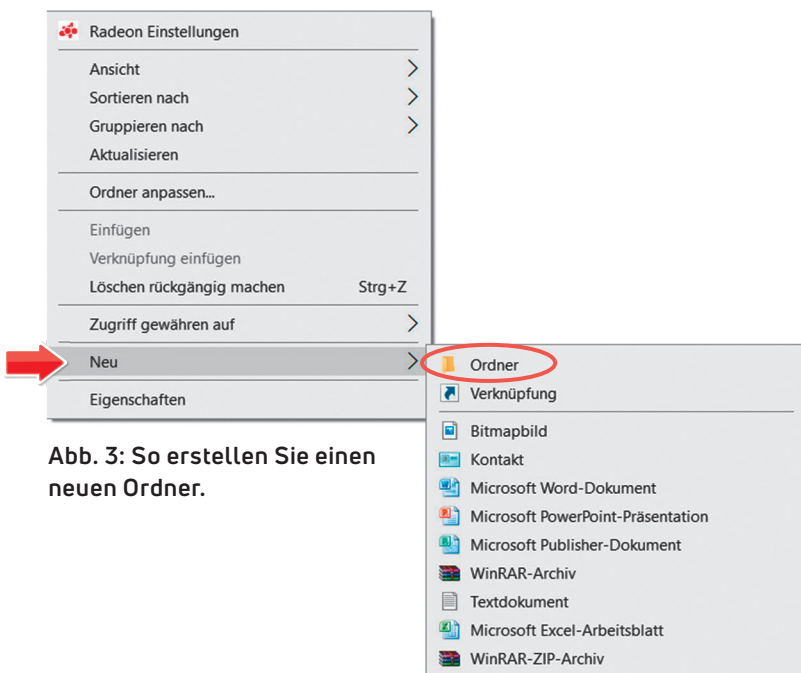 Radeon Einstellungen
Ansicht
Sortieren nach
Gruppieren nach
Aktualisieren
Ordner anpassen...
Einfügen
Verknüpfung einfügen
Löschen rückgängig machen Strg+Z
Zugriff gewähren auf
Neu
Eigenschaften
Ordner
Verknüpfung
Bitmapbild
Kontakt
Microsoft Word-Dokument
Microsoft PowerPoint-Präsentation
Microsoft Publisher-Dokument
WinRAR-Archiv
Textdokument
Microsoft Excel-Arbeitsblatt
WinRAR-ZIP-Archiv
Abb. 3: So erstellen Sie einen
neuen Ordner.